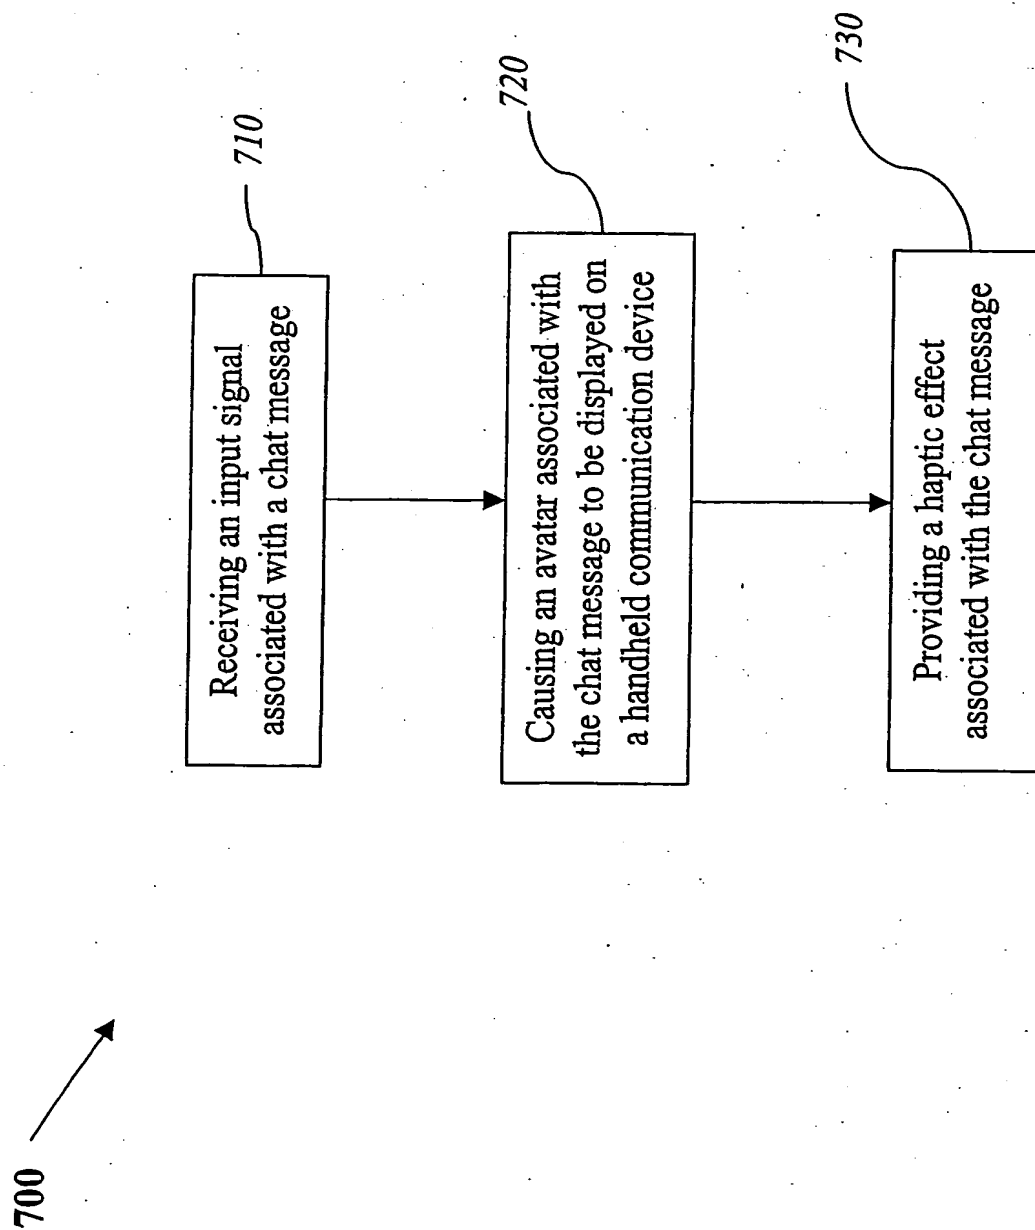 700
Receiving an input signal
associated with a chat message
710
Causing an avatar associated with
the chat message to be displayed on
a handheld communication device
720
Providing a haptic effect
associated with the chat message
730